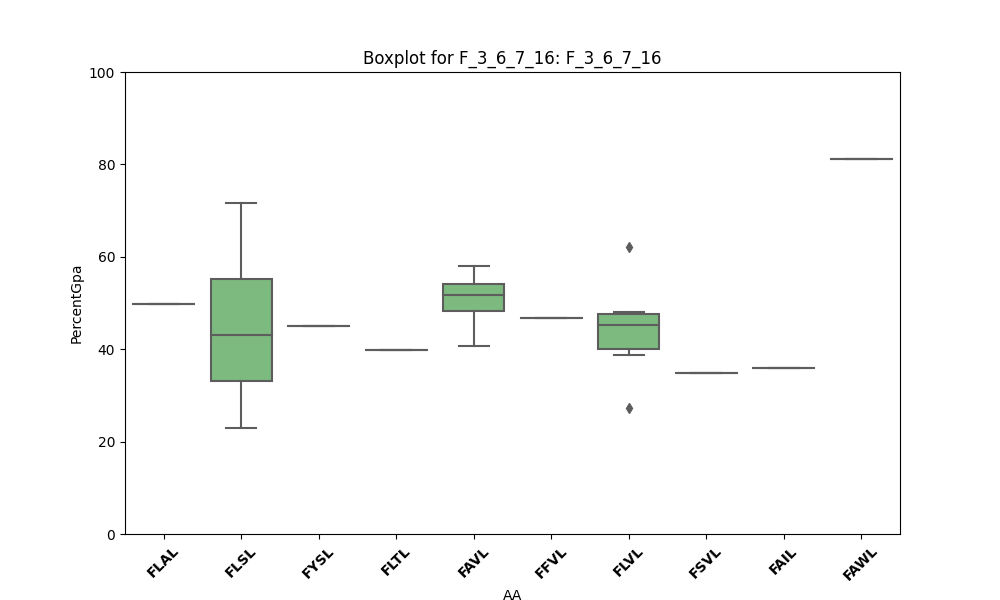 Boxplot for F_3_6_7_16: F_3_6_7_16
100
80
60
40
20
0
PercentGpa
FLAL
FLSL
FYSL
FLTL
FAVL
FFVL
FLVL
FSVL
FAIL
FAWL
AA